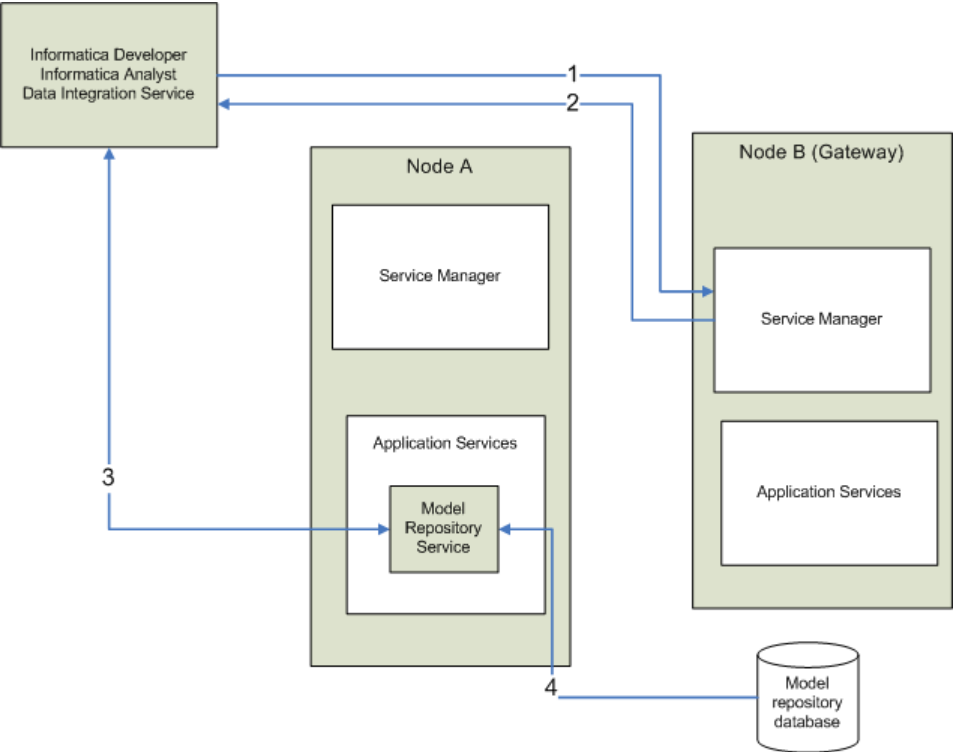 Informatica Developer
Informatica Analyst
Data Integration Service
1
2
Node A
Service Manager
Application Services
Model
Repository
Service
Node B (Gateway)
Service Manager
Application Services
3
4
Model
repository
database